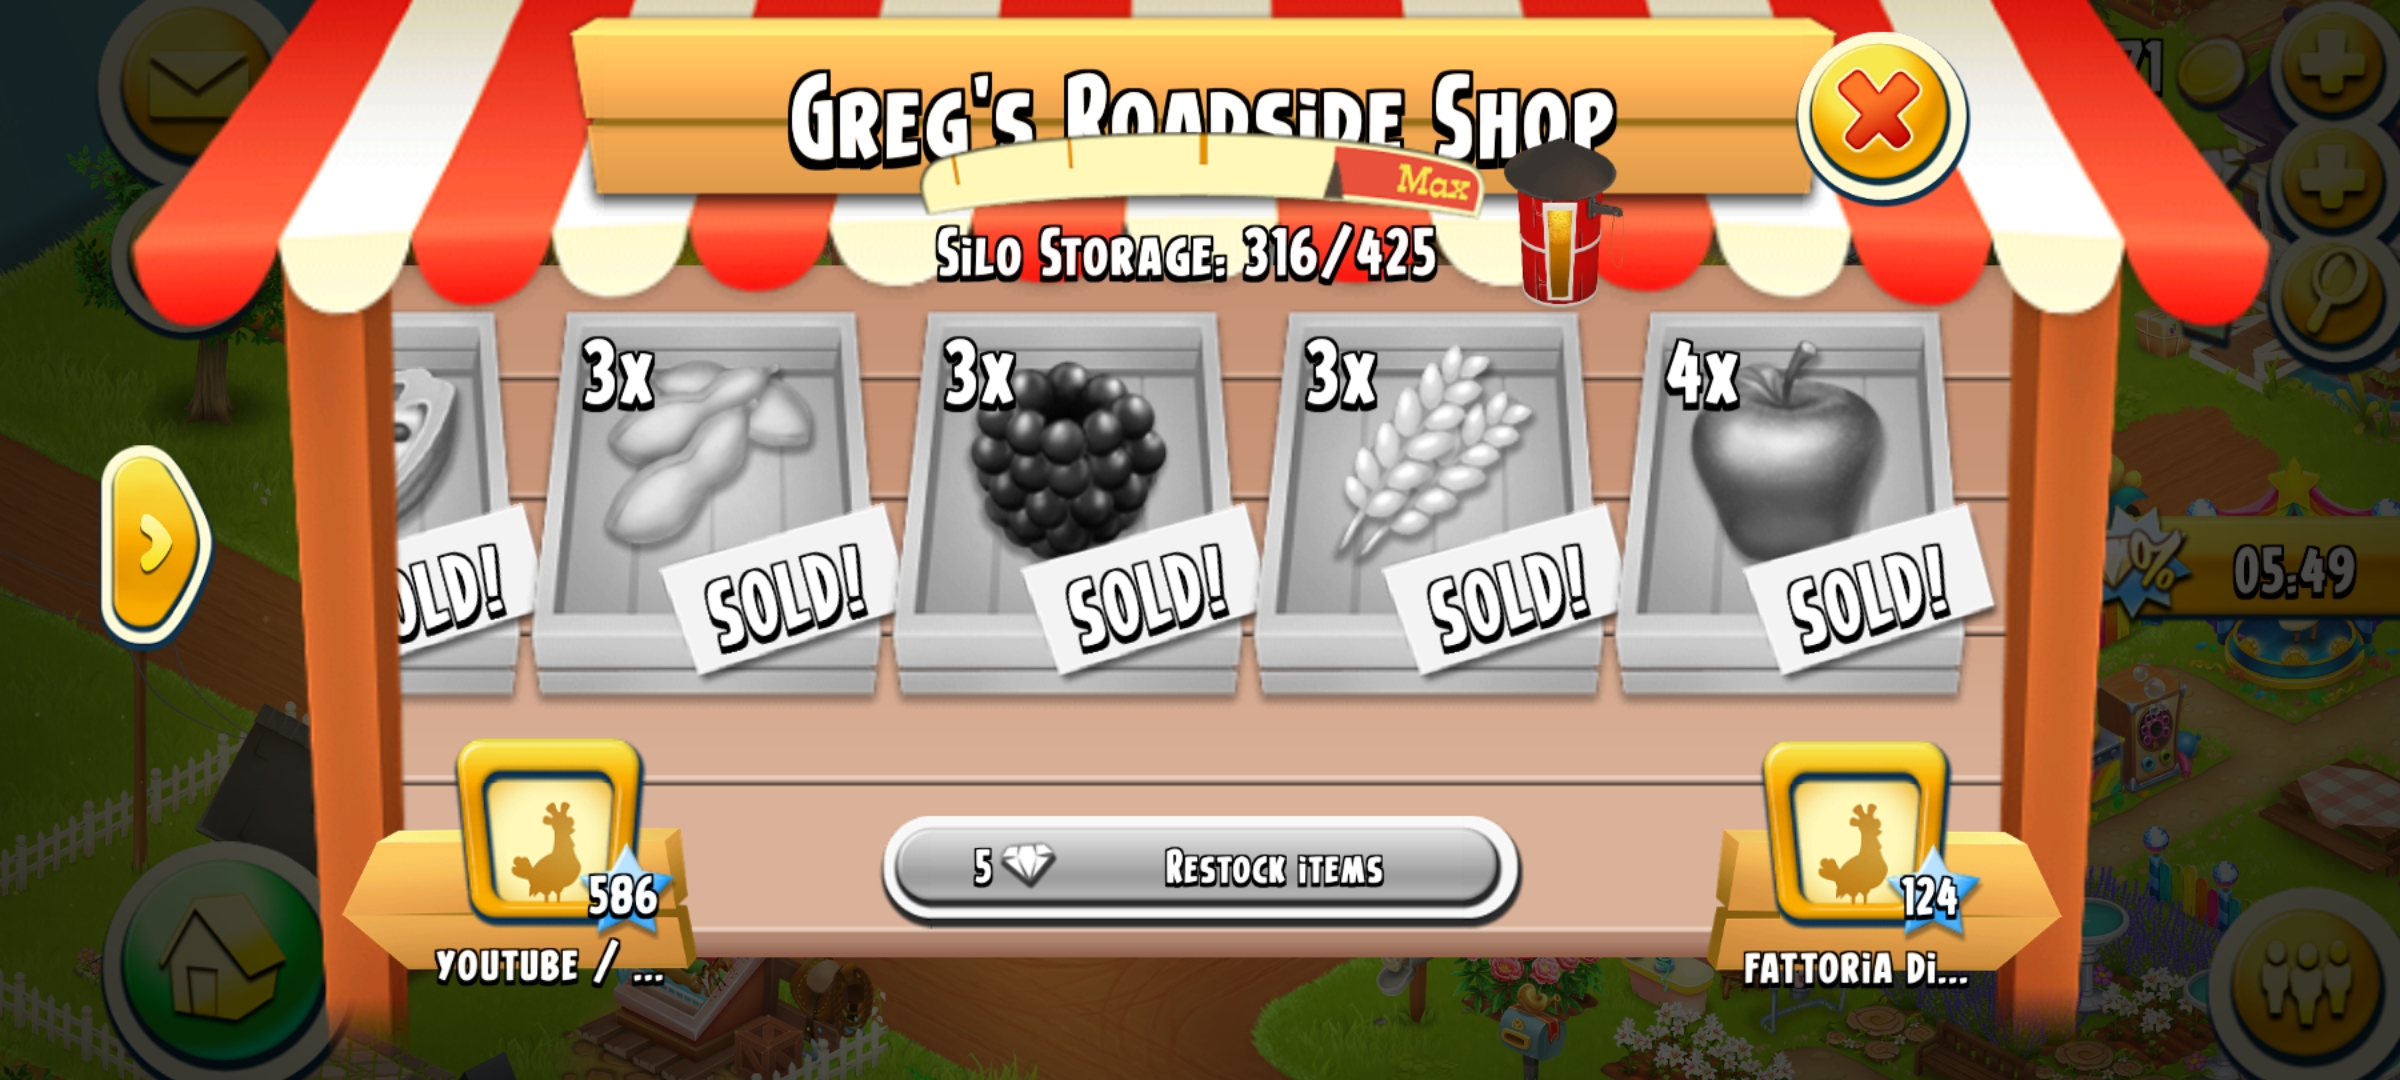 GREG'S ROADSIDE SHOP
Max
SILO STORAGE: 316/425
3x
3x
3x
4x
SOLD!
SOLD!
SOLD!
SOLD!
05:49
5
RESTOCK ITEMS
586
YOUTUBE / ...
124
FATTORIA DI...